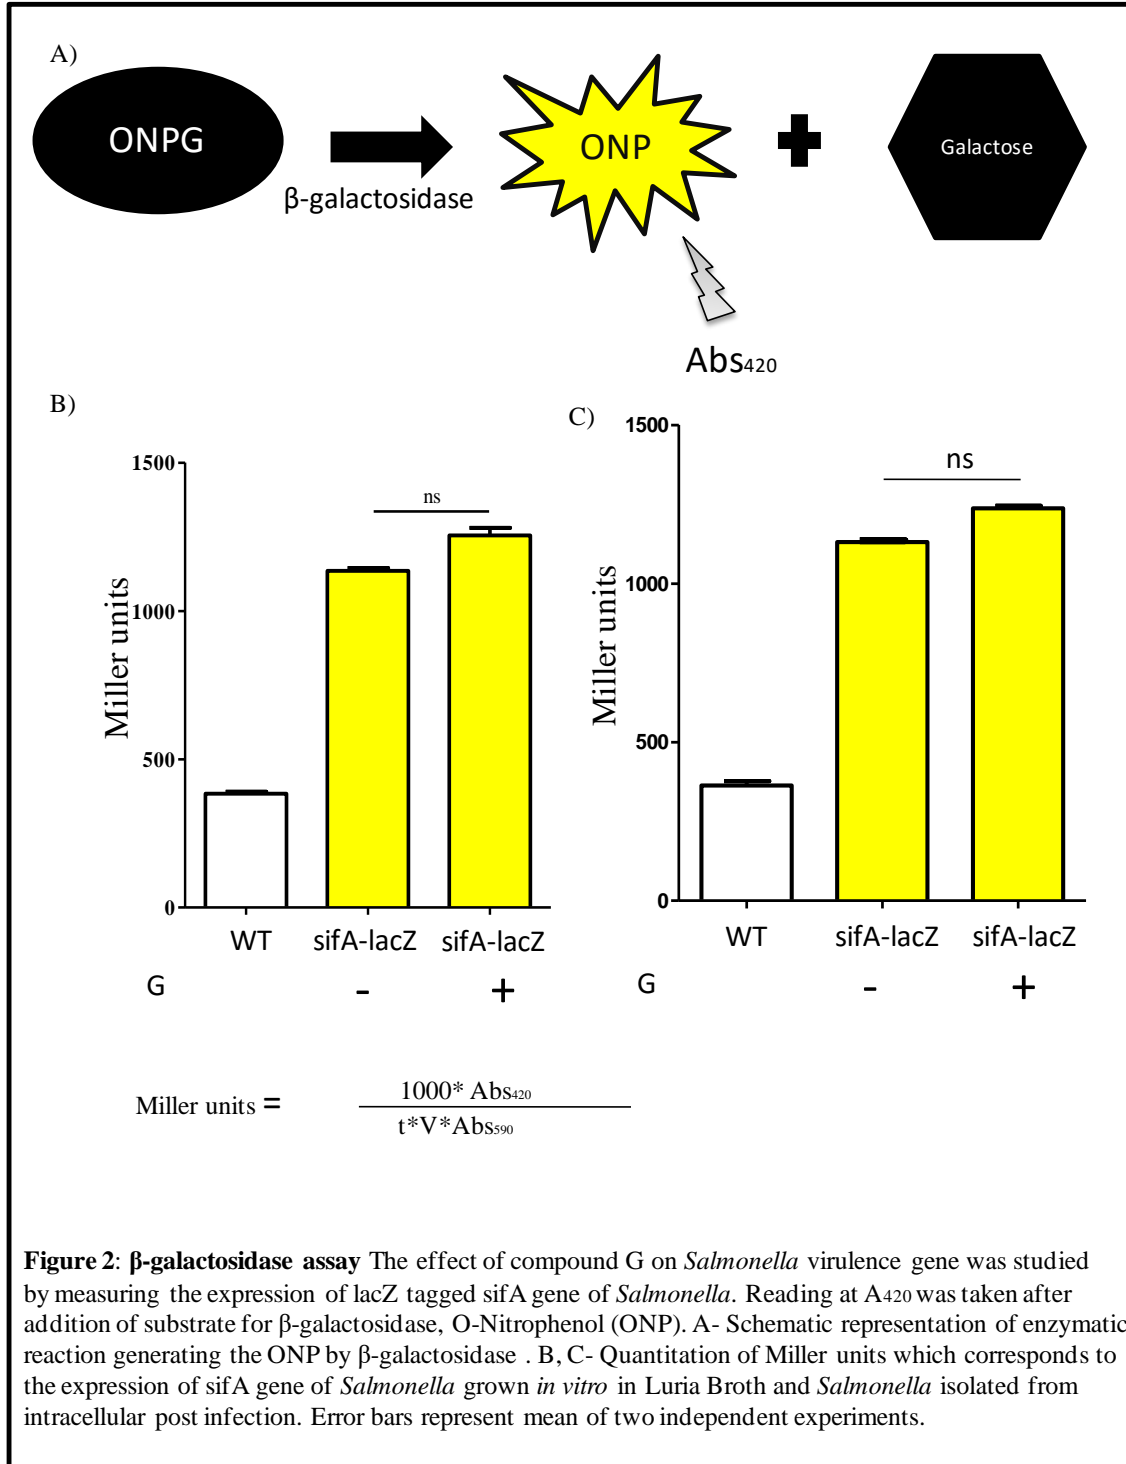 A)
ONPG
β-galactosidase
ONP
Galactose
Abs420
B)
1500
1000
500
0
Miller units
ns
WT
sifA-lacZ
sifA-lacZ
G
-
+
C)
1500
1000
500
0
Miller units
ns
WT
sifA-lacZ
sifA-lacZ
G
-
+
Miller units =
1000* Abs420
t*V*Abs590
Figure 2: β-galactosidase assay The effect of compound G on Salmonella virulence gene was studied
by measuring the expression of lacZ tagged sifA gene of Salmonella. Reading at A420 was taken after
addition of substrate for β-galactosidase, O-Nitrophenol (ONP). A- Schematic representation of enzymatic
reaction generating the ONP by β-galactosidase . B, C- Quantitation of Miller units which corresponds to
the expression of sifA gene of Salmonella grown in vitro in Luria Broth and Salmonella isolated from
intracellular post infection. Error bars represent mean of two independent experiments.